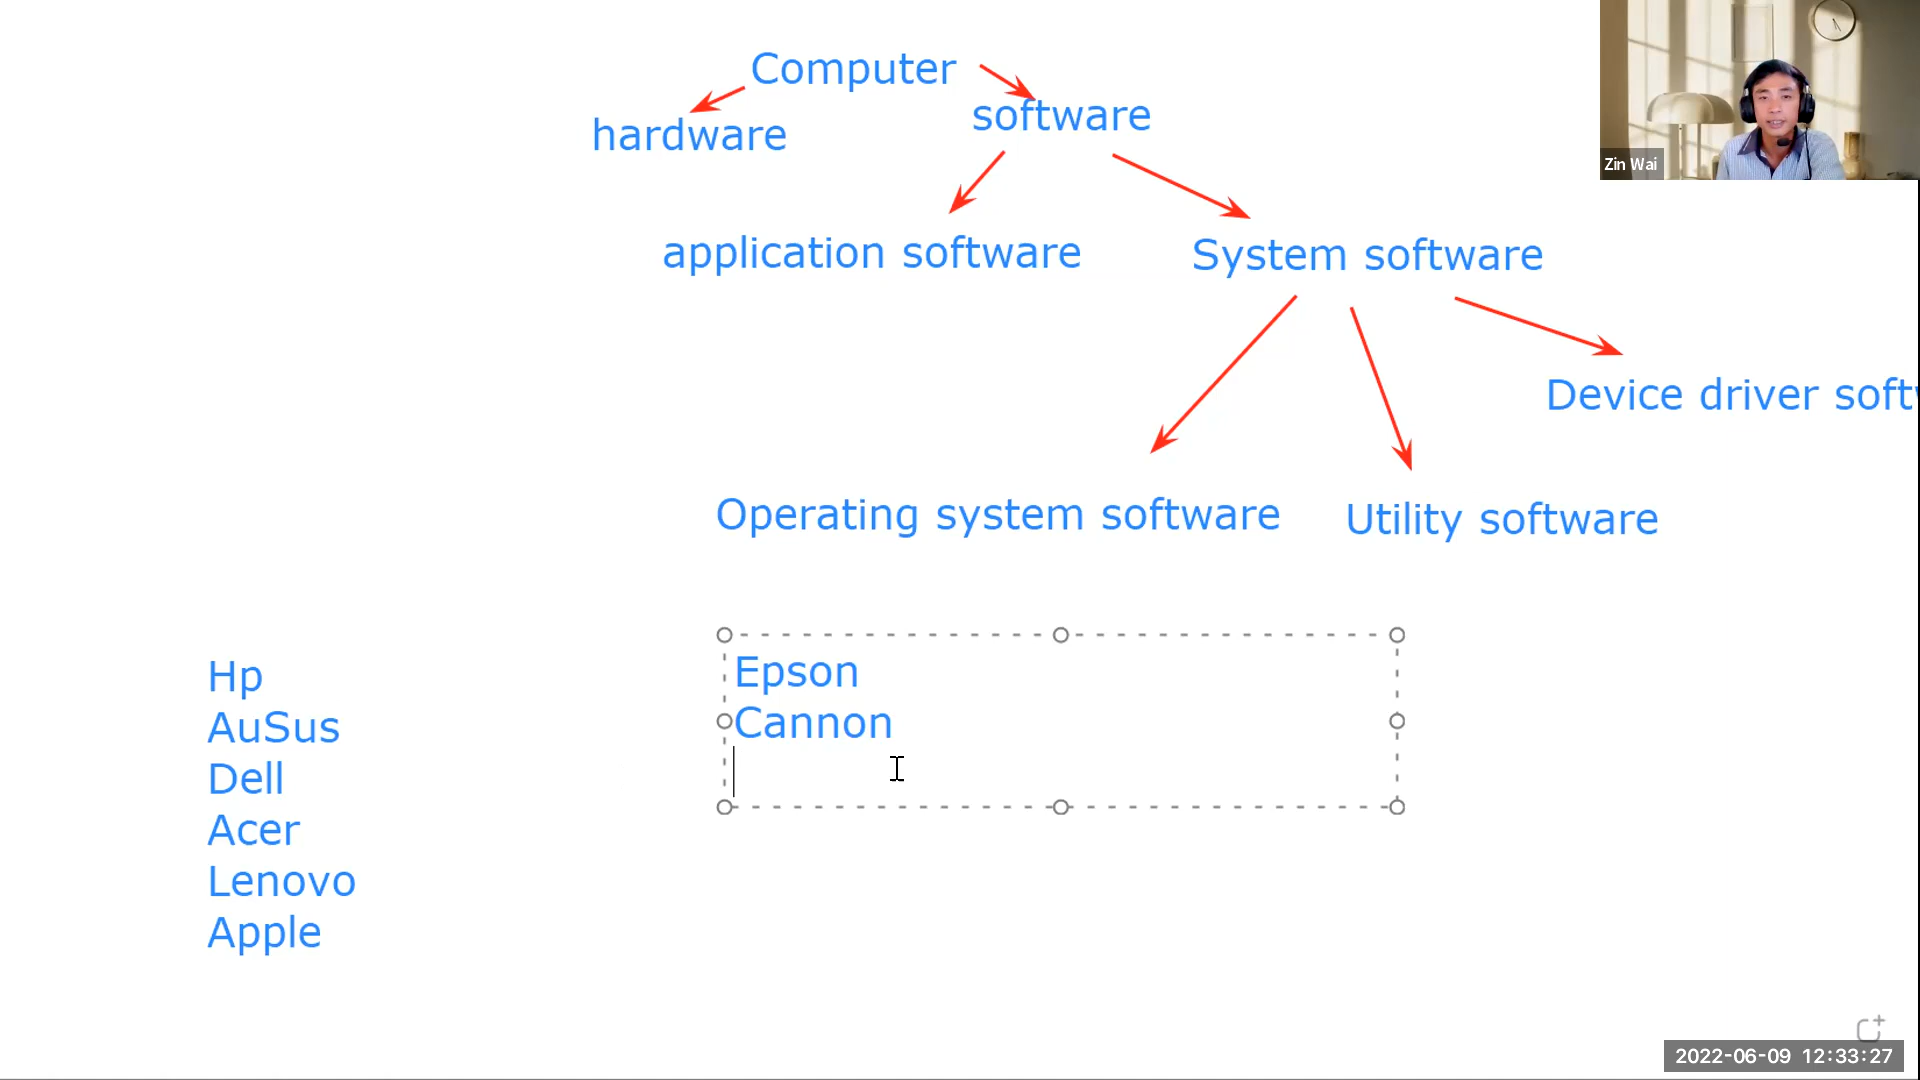 Computer
hardware
software
Zin Wai
application software
System software
Device driver soft
Operating system software
Utility software
Hp
AuSus
Dell
Acer
Lenovo
Apple
Epson
Cannon
2022-06-09 12:33:27